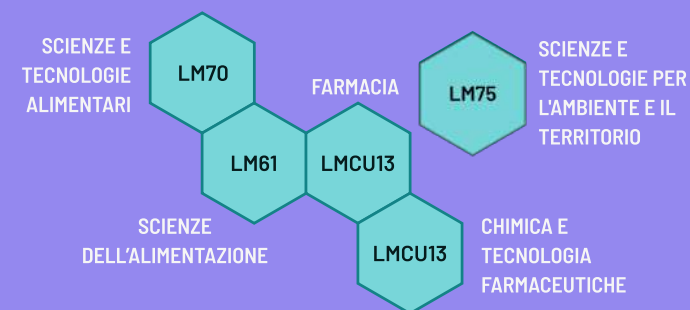 SCIENZE E
TECNOLOGIE
ALIMENTARI
LM70
FARMACIA
LM75
SCIENZE E
TECNOLOGIE PER
L'AMBIENTE E IL
TERRITORIO
LM61
LMCU13
SCIENZE
DELL'ALIMENTAZIONE
LMCU13
CHIMICA E
TECNOLOGIA
FARMACEUTICHE